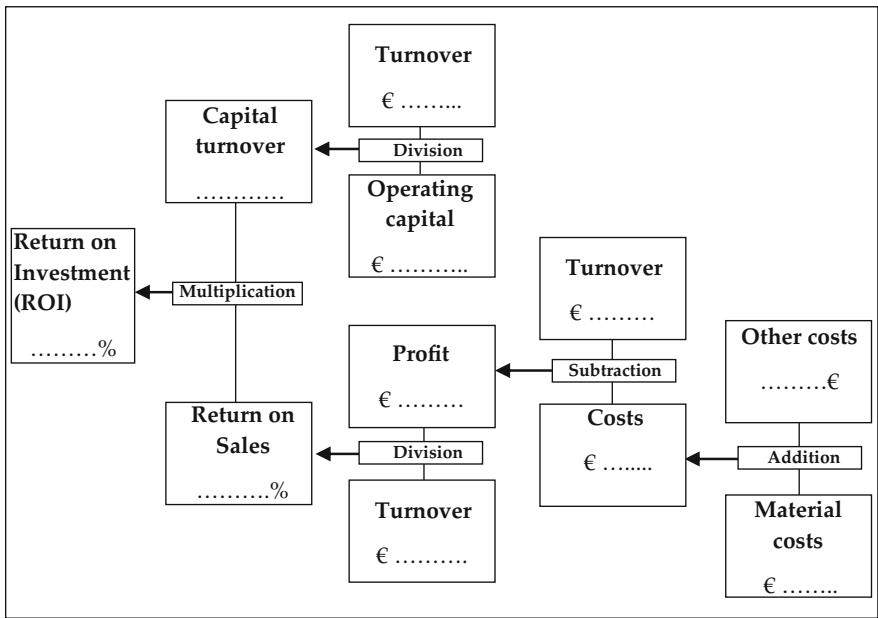 Turnover
€ ……...
Capital
turnover
…………
Division
Operating
capital
€ ………..
Return on
Investment
(ROI)
………%
Multiplication
Turnover
€ ………
Other costs
………€
Profit
€ ………
Subtraction
Return on
Sales
……….%
Division
Costs
€ ….....
Addition
Turnover
€ ……….
Material
costs
€ ……..